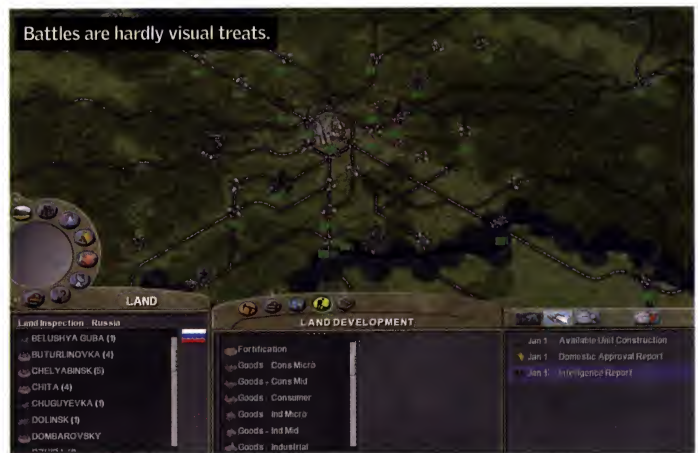 Battles are hardly visual treats.
LAND
Land Inspection - Russia
BELUSHYA GUBA (1)
BUTURLINOVKA (4)
CHELYABINSK (5)
CHITA (4)
CHUGUYEVKA (1)
DOLINSK (1)
DOMBAROVSKY
LAND DEVELOPMENT
Fortification
Goods - Cons Micro
Goods - Cons Mid
Goods - Consumer
Goods - Ind Micro
Goods - Ind Mid
Goods - Industrial
Jan 1 Available Unit Construction
Jan 1 Domestic Approval Report
Jan 1 Intelligence Report